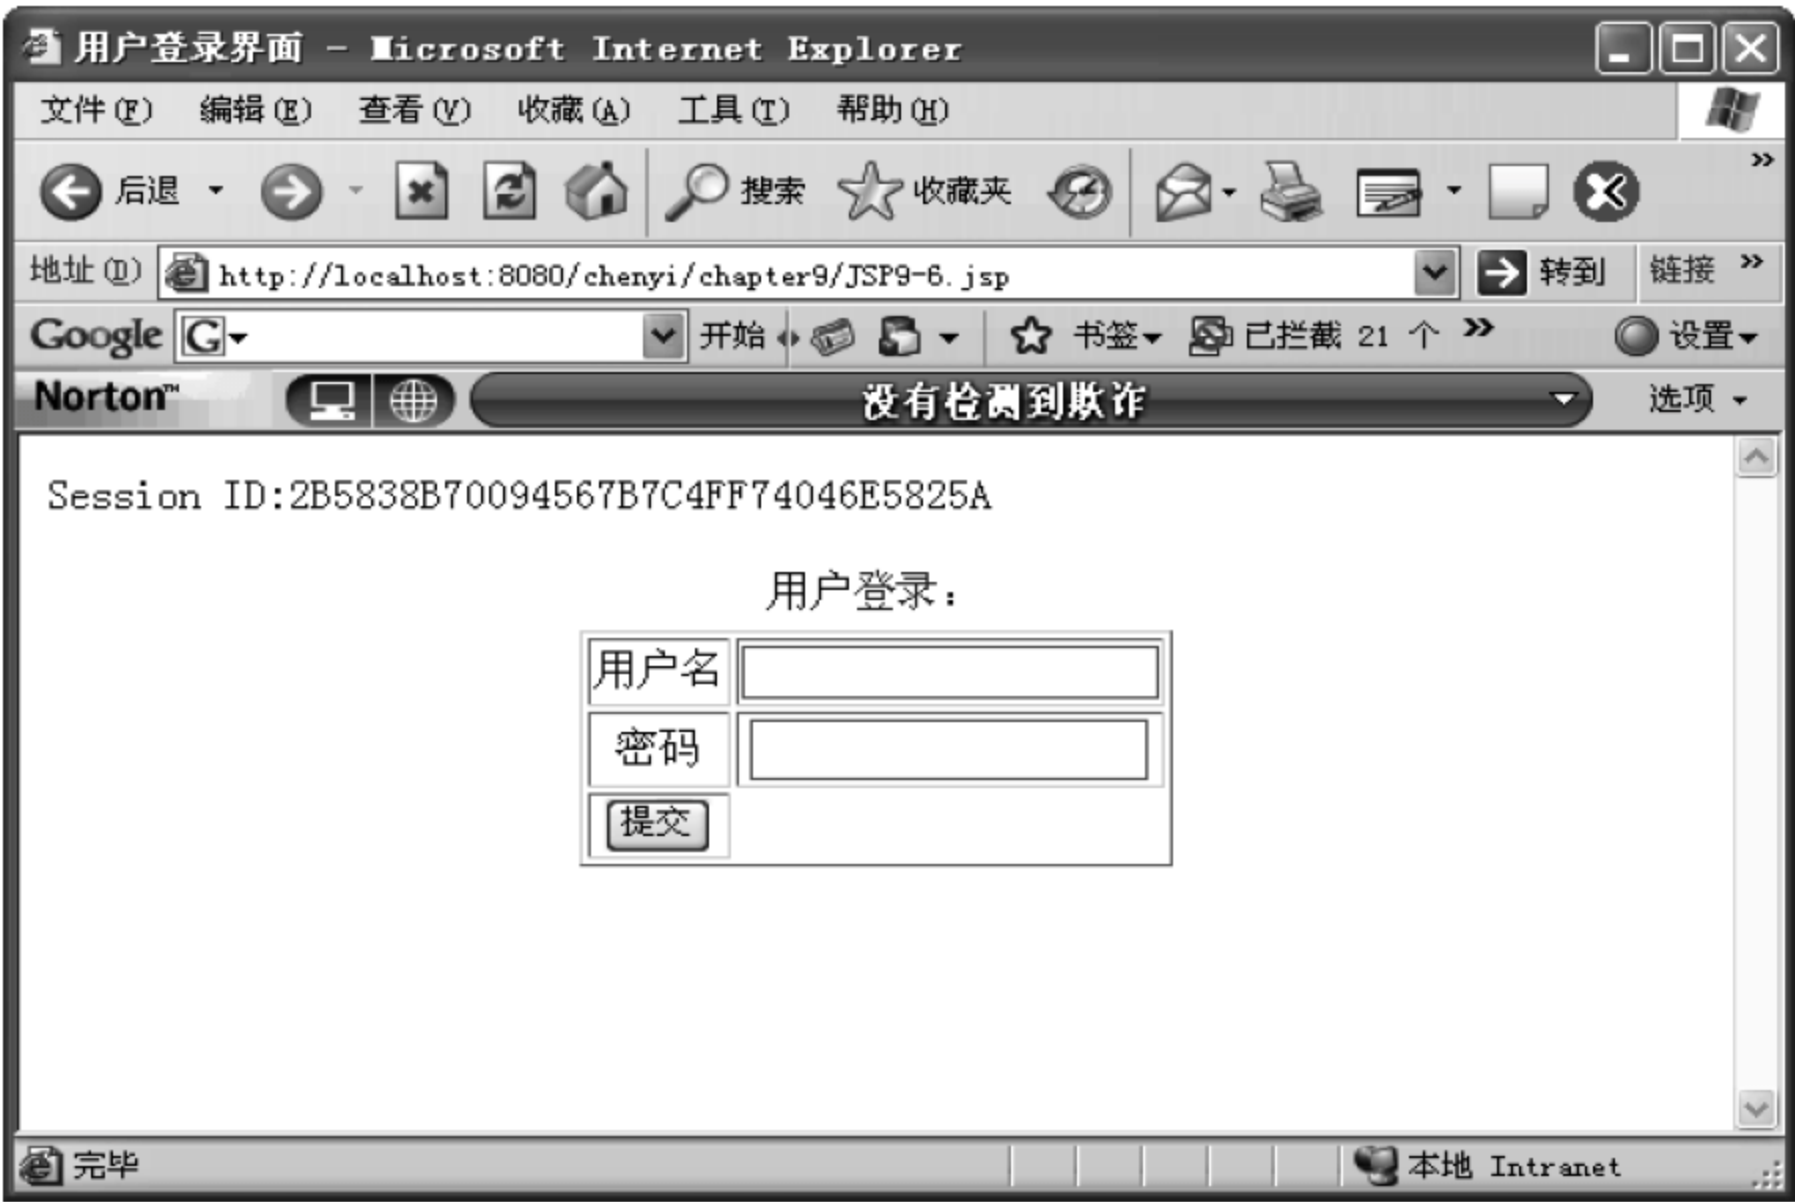 用户登录界面 - Microsoft Internet Explorer
文件(F) 编辑(E) 查看(V) 收藏(A) 工具(T) 帮助(H)
后退 搜索 收藏夹 »
地址(D) http://localhost:8080/chenyi/chapter9/JSP9-6.jsp 转到 链接 »
Google G 开始 书签 已拦截 21 个 » 设置
Norton™ 没有检测到欺诈 选项
Session ID:2B5838B70094567B7C4FF74046E5825A
用户登录：
用户名
密码
提交
完毕 本地 Intranet